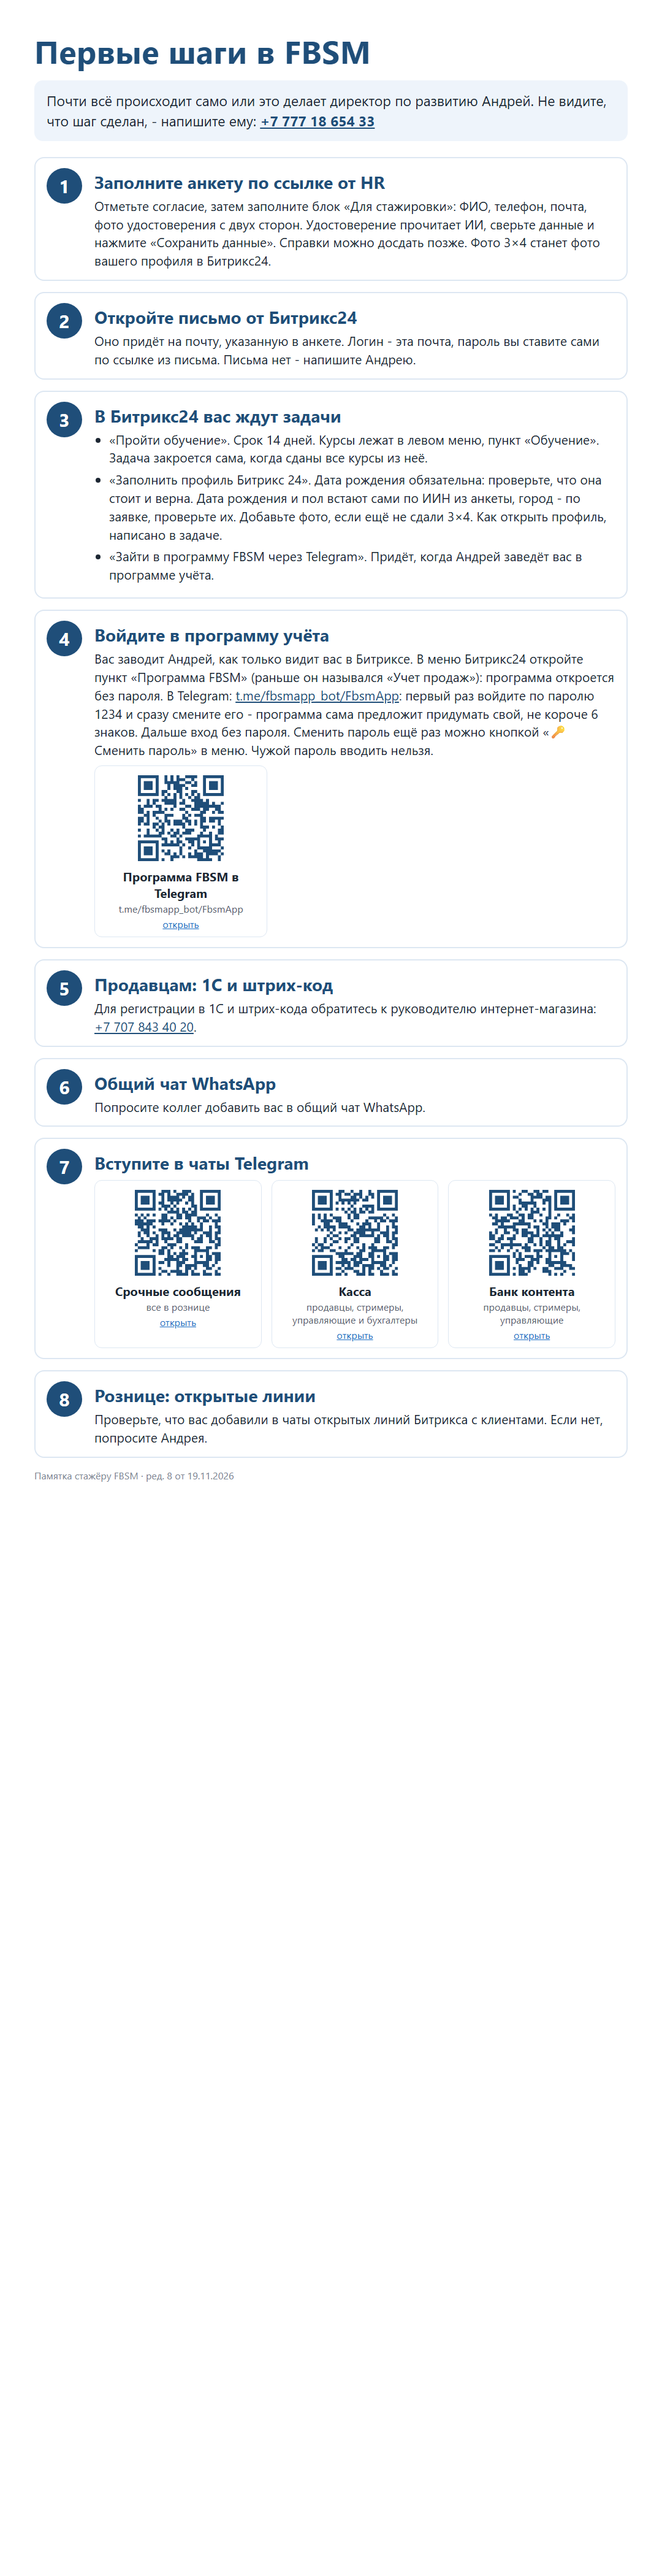 Первые шаги в FBSM
Почти всё происходит само или это делает директор по развитию Андрей. Не видите,
что шаг сделан, - напишите ему: +7 777 18 654 33
1
Заполните анкету по ссылке от HR
Отметьте согласие, затем заполните блок «Для стажировки»: ФИО, телефон, почта,
фото удостоверения с двух сторон. Удостоверение прочитает ИИ, сверьте данные и
нажмите «Сохранить данные». Справки можно досдать позже. Фото 3×4 станет фото
вашего профиля в Битрикс24.
2
Откройте письмо от Битрикс24
Оно придёт на почту, указанную в анкете. Логин - эта почта, пароль вы ставите сами
по ссылке из письма. Письма нет - напишите Андрею.
3
В Битрикс24 вас ждут задачи
• «Пройти обучение». Срок 14 дней. Курсы лежат в левом меню, пункт «Обучение».
Задача закроется сама, когда сданы все курсы из неё.
• «Заполнить профиль Битрикс 24». Дата рождения обязательна: проверьте, что она
стоит и верна. Дата рождения и пол встают сами по ИИН из анкеты, город - по
заявке, проверьте их. Добавьте фото, если ещё не сдали 3×4. Как открыть профиль,
написано в задаче.
• «Зайти в программу FBSM через Telegram». Придёт, когда Андрей заведёт вас в
программе учёта.
4
Войдите в программу учёта
Вас заводит Андрей, как только видит вас в Битриксе. В меню Битрикс24 откройте
пункт «Программа FBSM» (раньше он назывался «Учет продаж»): программа откроется
без пароля. В Telegram: t.me/fbsmapp_bot/FbsmApp: первый раз войдите по паролю
1234 и сразу смените его - программа сама предложит придумать свой, не короче 6
знаков. Дальше вход без пароля. Сменить пароль ещё раз можно кнопкой «🔑
Сменить пароль» в меню. Чужой пароль вводить нельзя.
Программа FBSM в
Telegram
t.me/fbsmapp_bot/FbsmApp
открыть
5
Продавцам: 1С и штрих-код
Для регистрации в 1С и штрих-кода обратитесь к руководителю интернет-магазина:
+7 707 843 40 20.
6
Общий чат WhatsApp
Попросите коллег добавить вас в общий чат WhatsApp.
7
Вступите в чаты Telegram
Срочные сообщения
все в рознице
открыть
Касса
продавцы, стримеры,
управляющие и бухгалтеры
открыть
Банк контента
продавцы, стримеры,
управляющие
открыть
8
Рознице: открытые линии
Проверьте, что вас добавили в чаты открытых линий Битрикса с клиентами. Если нет,
попросите Андрея.
Памятка стажёру FBSM · ред. 8 от 19.11.2026